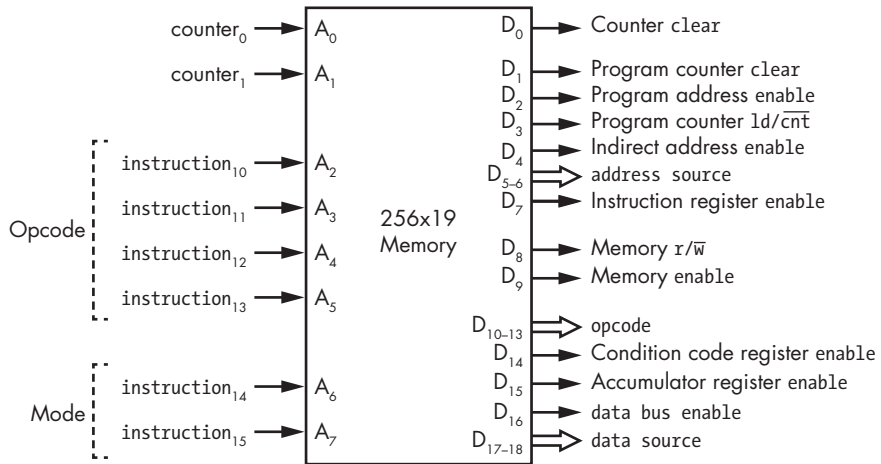 counter₀ A₀ D₀ Counter clear
counter₁ A₁ D₁ Program counter clear
D₂ Program address enable
D₃ Program counter ld/c̅n̅t̅
D₄ Indirect address enable
instruction₁₀ A₂ D₅₋₆ address source
D₇ Instruction register enable
instruction₁₁ A₃
Opcode
256x19
Memory
instruction₁₂ A₄ D₈ Memory r/w̅
D₉ Memory enable
instruction₁₃ A₅
D₁₀₋₁₃ opcode
D₁₄ Condition code register enable
instruction₁₄ A₆ D₁₅ Accumulator register enable
Mode
D₁₆ data bus enable
instruction₁₅ A₇ D₁₇₋₁₈ data source